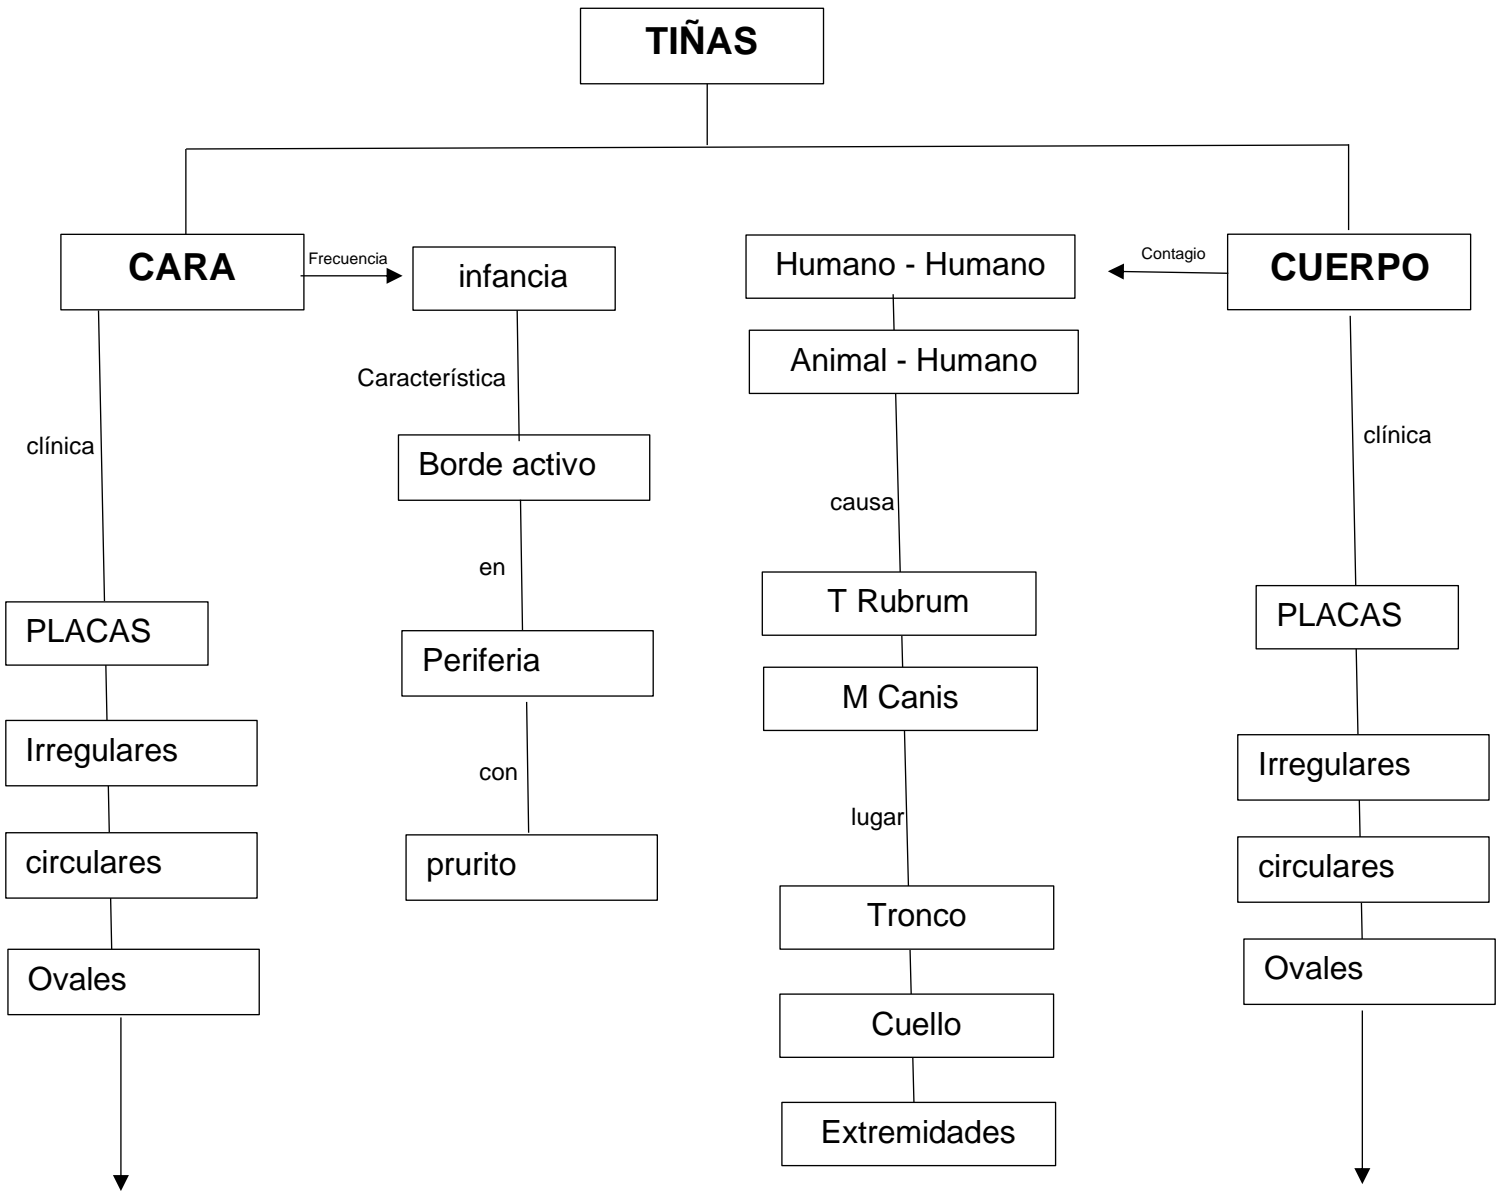 TIÑAS
CARA
Frecuencia
infancia
Humano - Humano
Contagio
CUERPO
Animal - Humano
Característica
clínica
clínica
Borde activo
causa
en
T Rubrum
PLACAS
PLACAS
Periferia
M Canis
Irregulares
Irregulares
con
lugar
circulares
prurito
circulares
Tronco
Ovales
Ovales
Cuello
Extremidades